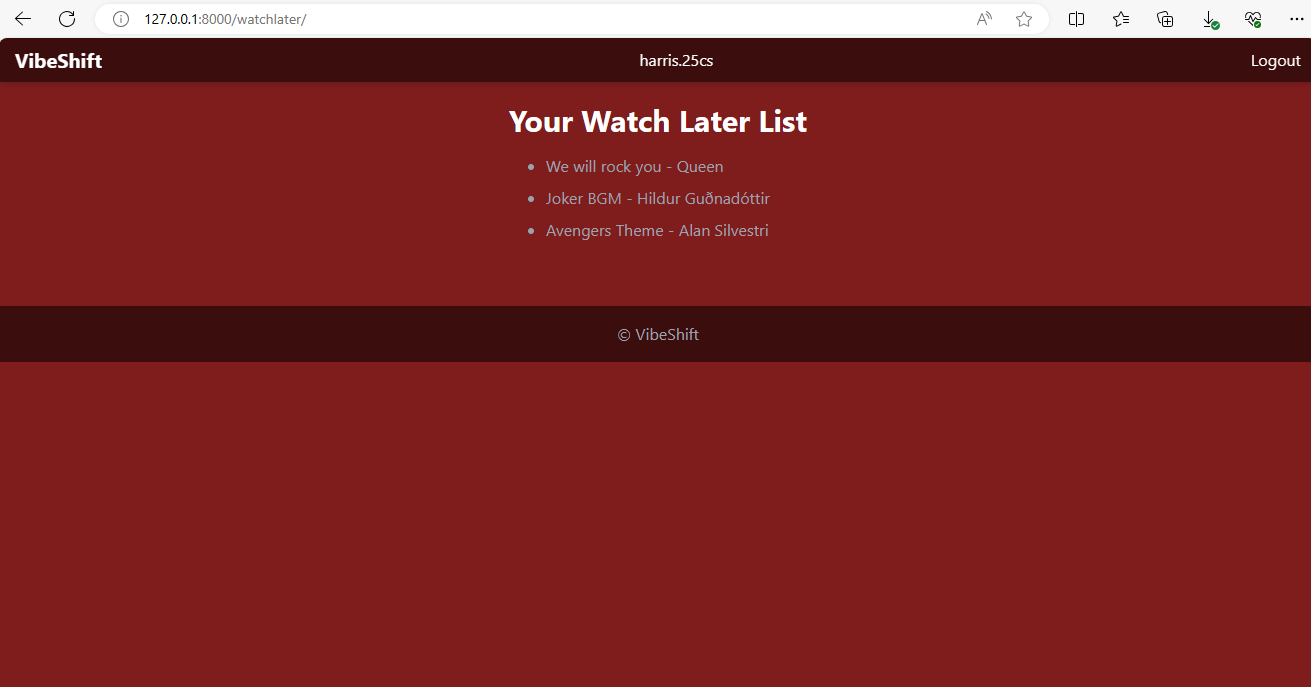 127.0.0.1:8000/watchlater/
VibeShift harris.25cs Logout
Your Watch Later List
• We will rock you - Queen
• Joker BGM - Hildur Guðnadóttir
• Avengers Theme - Alan Silvestri
© VibeShift